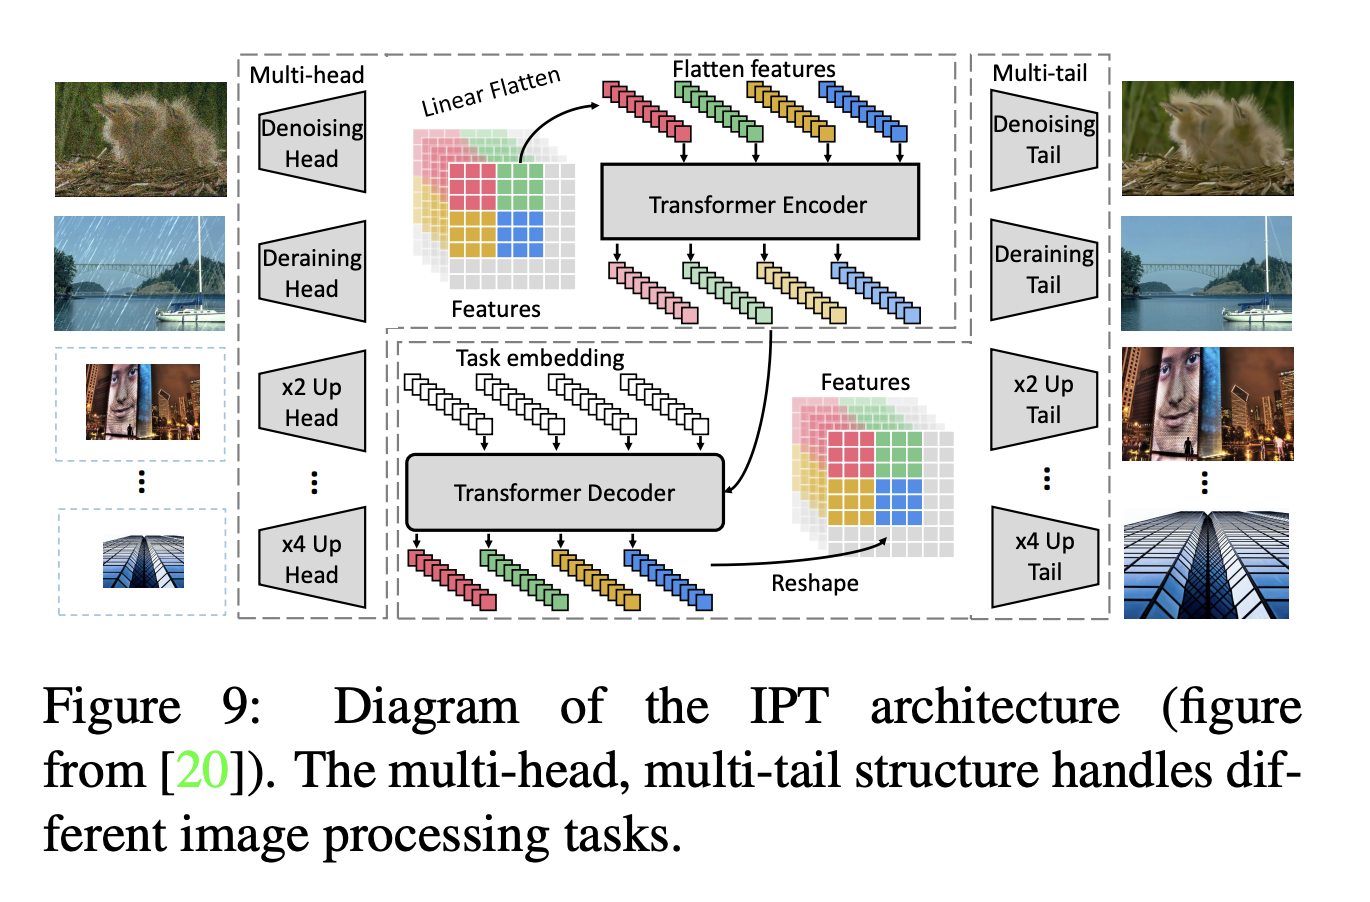 Multi-head
Denoising
Head
Deraining
Head
x2 Up
Head
x4 Up
Head
Linear Flatten
Features
Flatten features
Transformer Encoder
Task embedding
Transformer Decoder
Features
Reshape
Multi-tail
Denoising
Tail
Deraining
Tail
x2 Up
Tail
x4 Up
Tail
Figure 9: Diagram of the IPT architecture (figure
from [20]). The multi-head, multi-tail structure handles dif-
ferent image processing tasks.